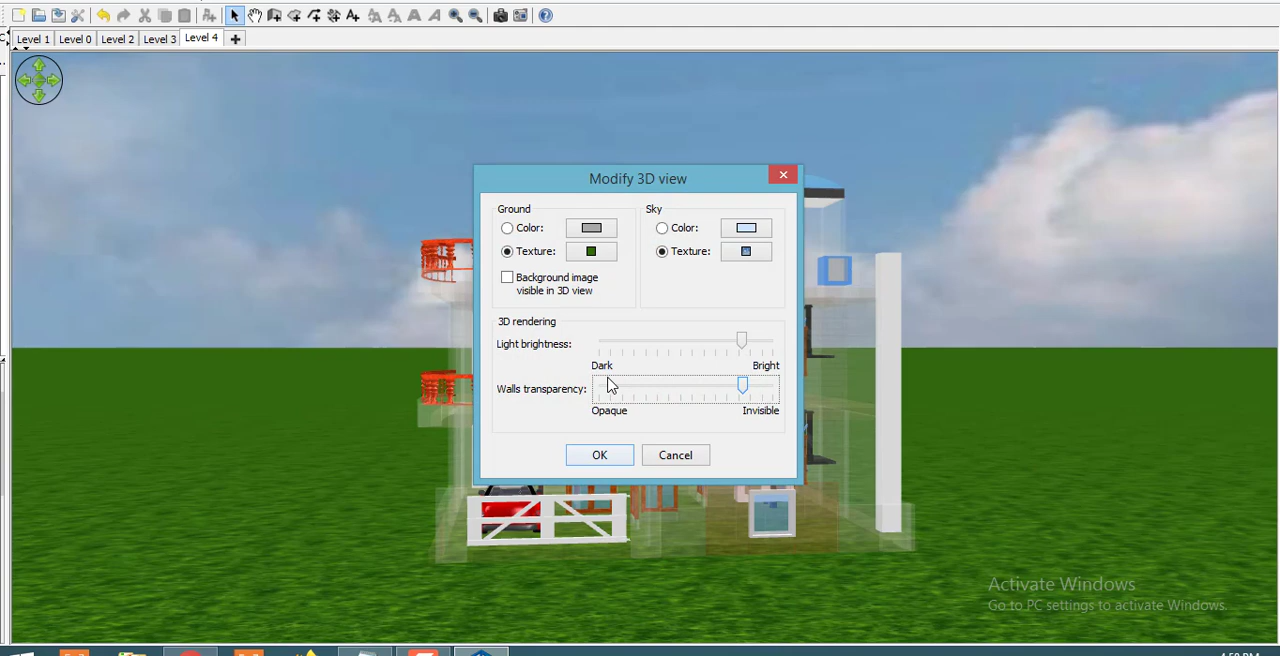 Level 1 Level 0 Level 2 Level 3 Level 4
Modify 3D view
Ground
Sky
Color:
Color:
Texture:
Texture:
Background image
visible in 3D view
3D rendering
Light brightness:
Dark Bright
Walls transparency:
Opaque Invisible
OK Cancel
Activate Windows
Go to PC settings to activate Windows.